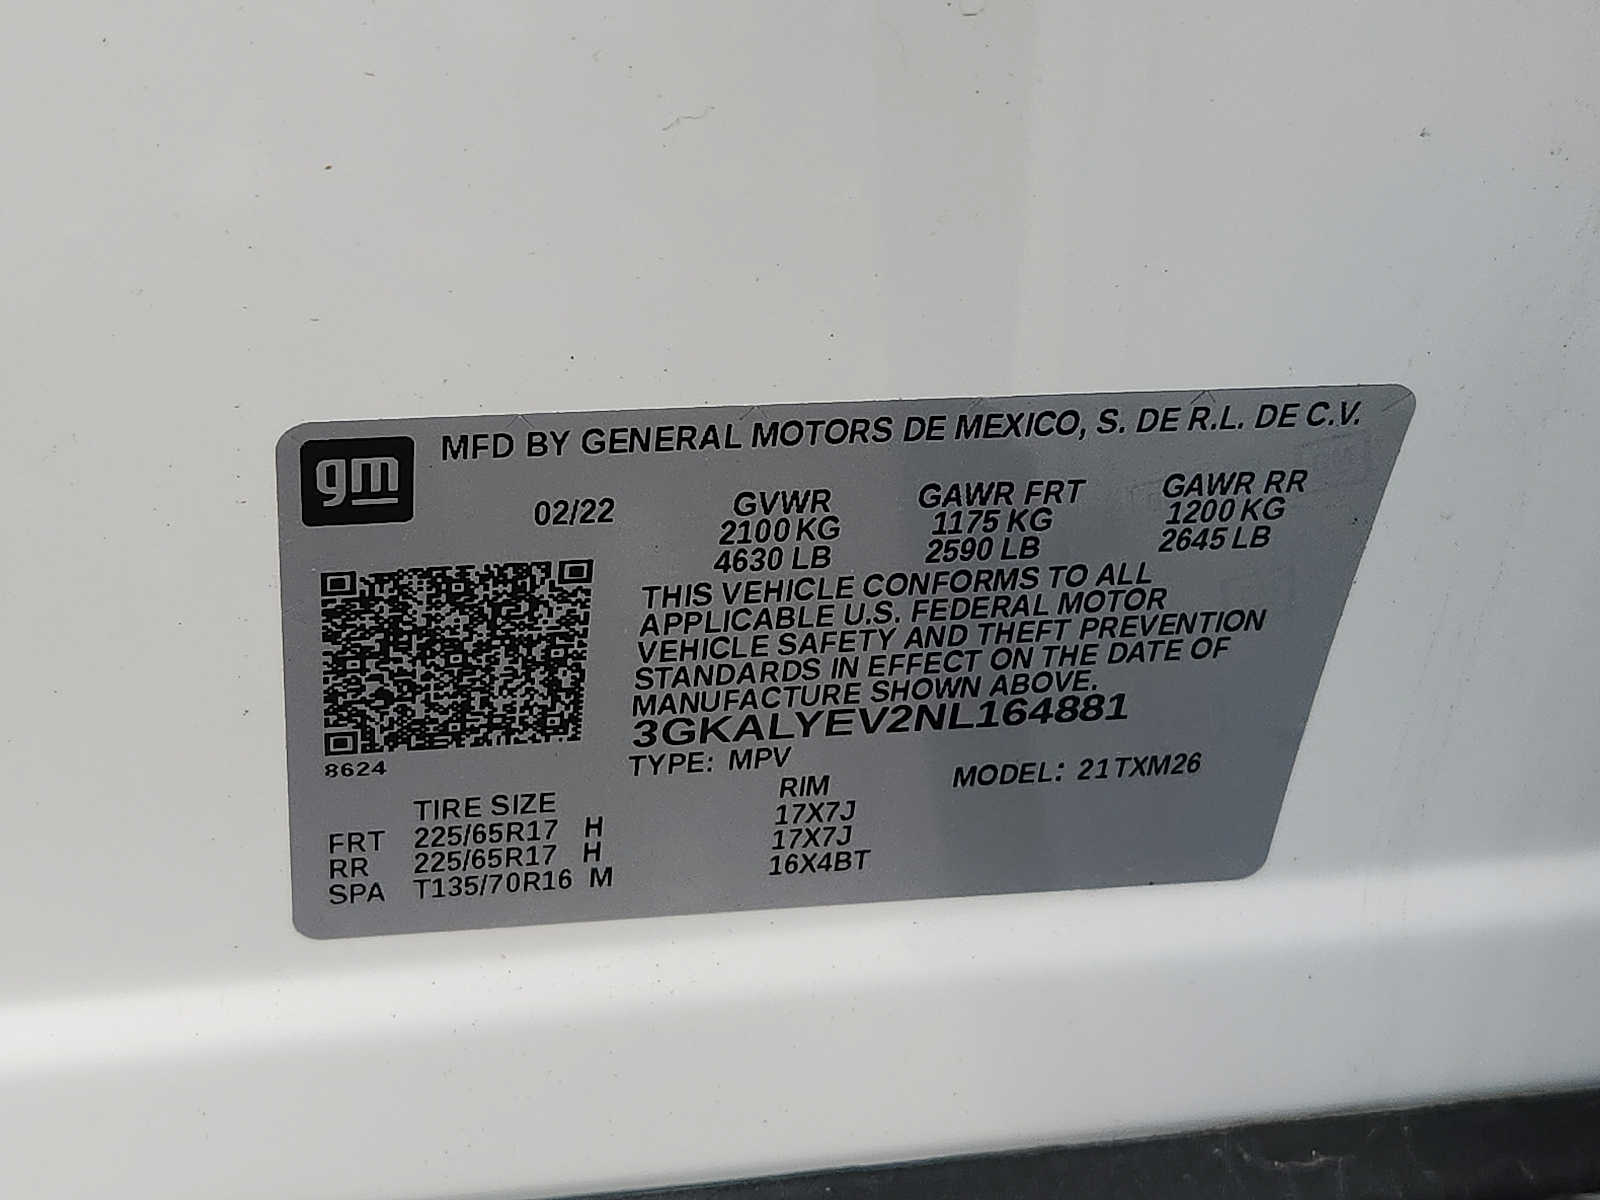 gm
MFD BY GENERAL MOTORS DE MEXICO, S. DE R.L. DE C.V.
02/22 GVWR GAWR FRT GAWR RR
2100 KG 1175 KG 1200 KG
4630 LB 2590 LB 2645 LB
THIS VEHICLE CONFORMS TO ALL
APPLICABLE U.S. FEDERAL MOTOR
VEHICLE SAFETY AND THEFT PREVENTION
STANDARDS IN EFFECT ON THE DATE OF
MANUFACTURE SHOWN ABOVE.
3GKALYEV2NL164881
8624
TYPE: MPV MODEL: 21TXM26
TIRE SIZE RIM
FRT 225/65R17 H 17X7J
RR 225/65R17 H 17X7J
SPA T135/70R16 M 16X4BT